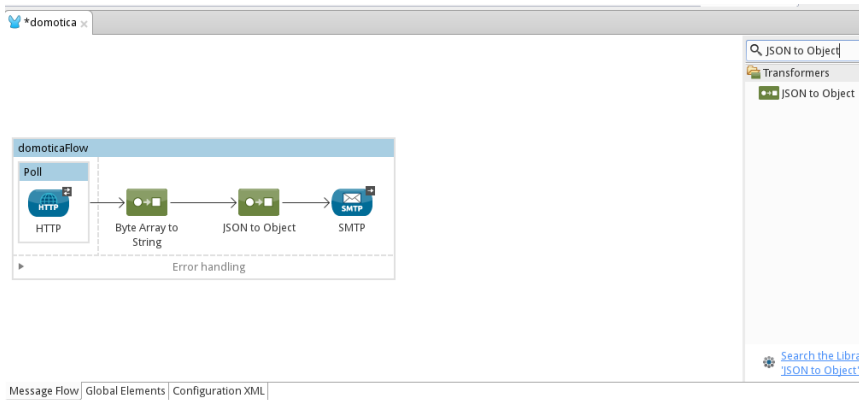 *domotica
JSON to Object
Transformers
JSON to Object
domoticaFlow
Poll
HTTP
SMTP
HTTP
Byte Array to
String
JSON to Object
SMTP
Error handling
Search the Libra
'JSON to Object'
Message Flow
Global Elements
Configuration XML